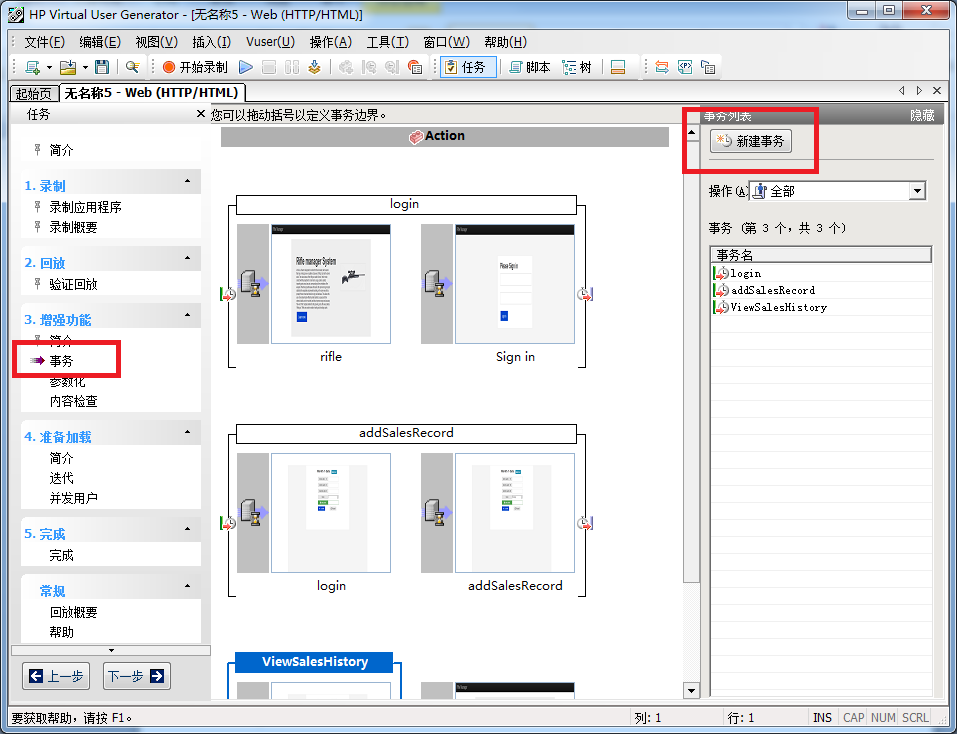 HP Virtual User Generator - [无名称5 - Web (HTTP/HTML)]
文件(F) 编辑(E) 视图(V) 插入(I) Vuser(U) 操作(A) 工具(T) 窗口(W) 帮助(H)
开始录制 任务 脚本 树
起始页 无名称5 - Web (HTTP/HTML)
任务
您可以拖动括号以定义事务边界。
简介
1. 录制
录制应用程序
录制概要
2. 回放
验证回放
3. 增强功能
简介
事务
参数化
内容检查
4. 准备加载
简介
迭代
并发用户
5. 完成
完成
常规
回放概要
帮助
上一步 下一步
Action
login
Rifle manager System
Please Sign in
rifle Sign in
addSalesRecord
login addSalesRecord
ViewSalesHistory
事务列表 隐藏
新建事务
操作(A) 全部
事务 (第 3 个，共 3 个)
事务名
login
addSalesRecord
ViewSalesHistory
要获取帮助，请按 F1。 列: 1 行: 1 INS CAP NUM SCRL